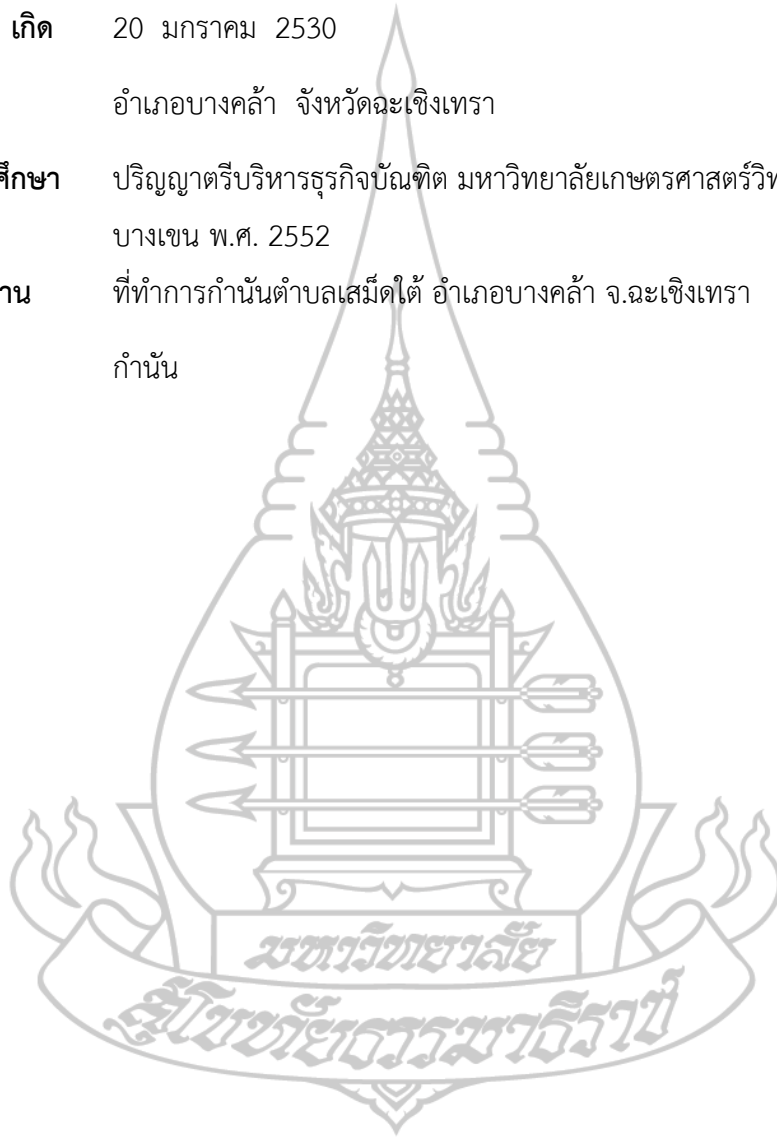 เกิด 20 มกราคม 2530
อำเภอบางคล้า จังหวัดฉะเชิงเทรา
ศึกษา ปริญญาตรีบริหารธุรกิจบัณฑิต มหาวิทยาลัยเกษตรศาสตร์วิท
บางเขน พ.ศ. 2552
าน ที่ทำการกำนันตำบลเสม็ดใต้ อำเภอบางคล้า จ.ฉะเชิงเทรา
กำนัน
มหาวิทยาลัย
สุโขทัยธรรมาธิราช